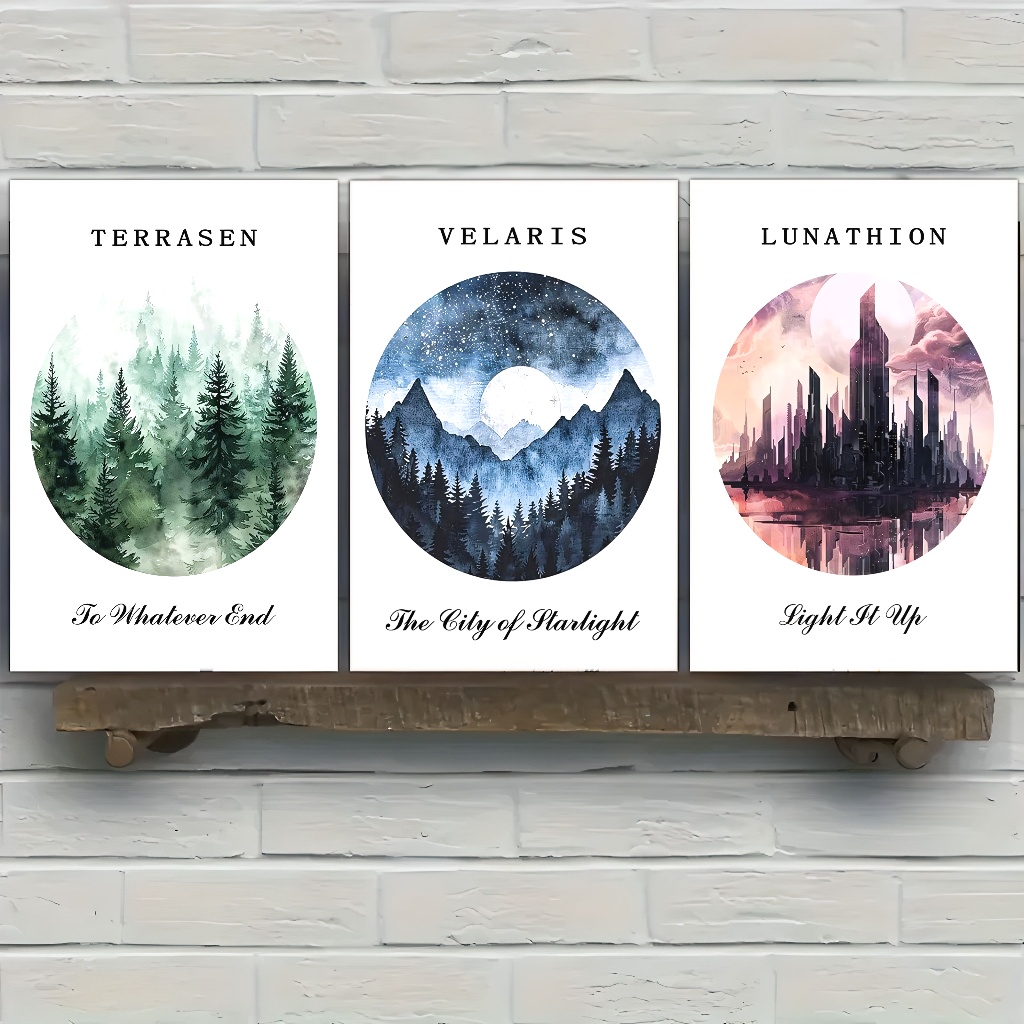 TERRASEN
To Whatever End
VELARIS
The City of Starlight
LUNATHION
Light It Up